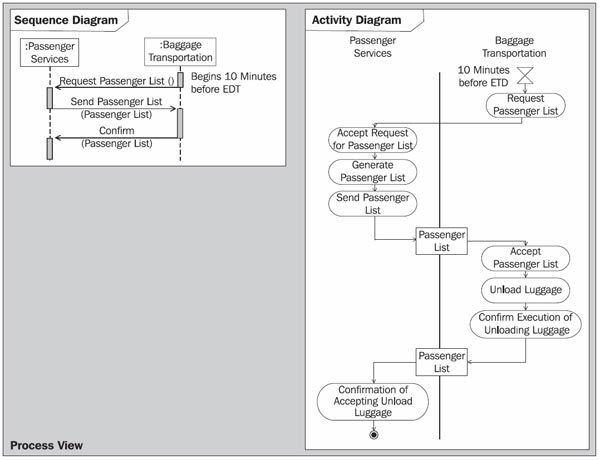 Sequence Diagram
:Passenger
Services
:Baggage
Transportation
Request Passenger List ()
Begins 10 Minutes
before EDT
Send Passenger List
(Passenger List)
Confirm
(Passenger List)
Activity Diagram
Passenger
Services
Baggage
Transportation
10 Minutes
before ETD
Request
Passenger List
Accept Request
for Passenger List
Generate
Passenger List
Send Passenger
List
Passenger
List
Accept
Passenger List
Unload Luggage
Confirm Execution of
Unloading Luggage
Passenger
List
Confirmation of
Accepting Unload
Luggage
Process View